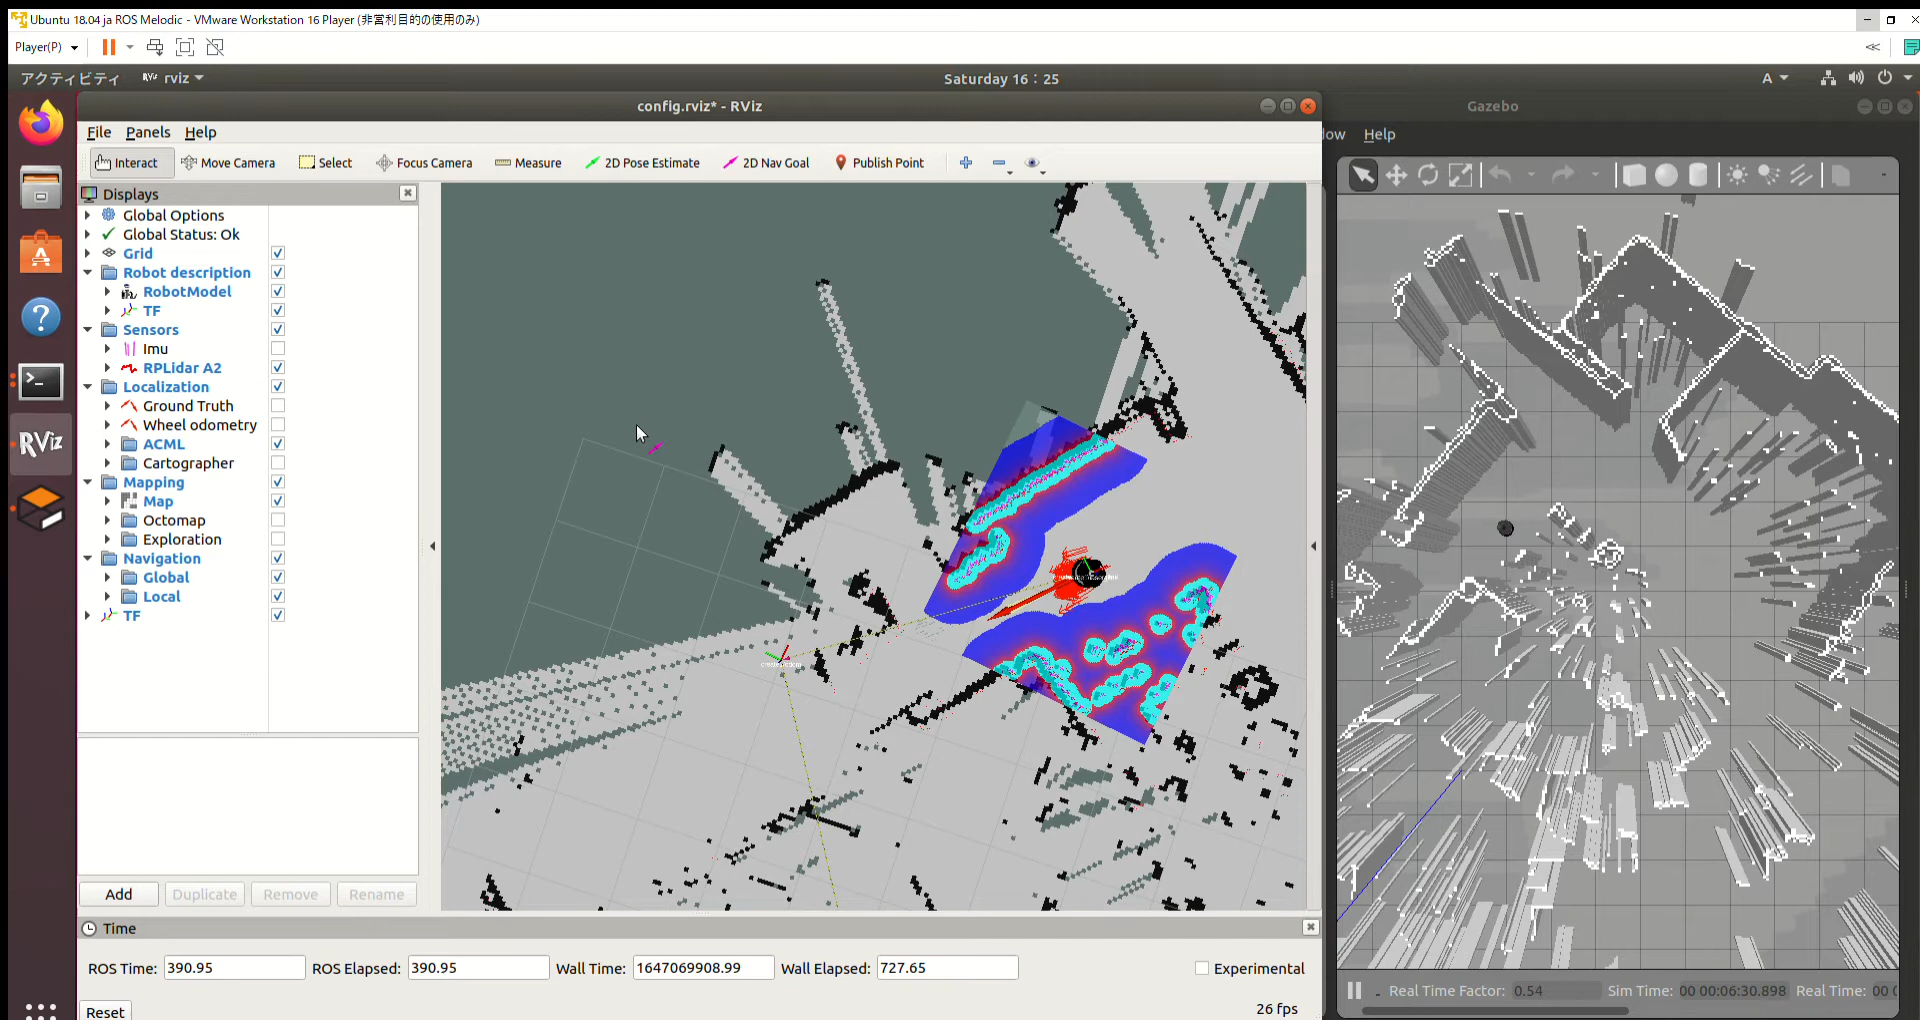 Ubuntu 18.04 ja ROS Melodic - VMware Workstation 16 Player (非営利目的の使用のみ)
Player(P)
アクティビティ rviz Saturday 16：25 A
config.rviz* - RViz
Gazebo
File Panels Help
dow Help
Interact Move Camera Select Focus Camera Measure 2D Pose Estimate 2D Nav Goal Publish Point
Displays
Global Options
Global Status: Ok
Grid
Robot description
RobotModel
TF
Sensors
Imu
RPLidar A2
Localization
Ground Truth
Wheel odometry
ACML
Cartographer
Mapping
Map
Octomap
Exploration
Navigation
Global
Local
TF
RViz
Add Duplicate Remove Rename
Time
ROS Time: 390.95 ROS Elapsed: 390.95 Wall Time: 1647069908.99 Wall Elapsed: 727.65 Experimental
Reset 26 fps
Real Time Factor: 0.54 Sim Time: 00 00:06:30.898 Real Time: 00 0